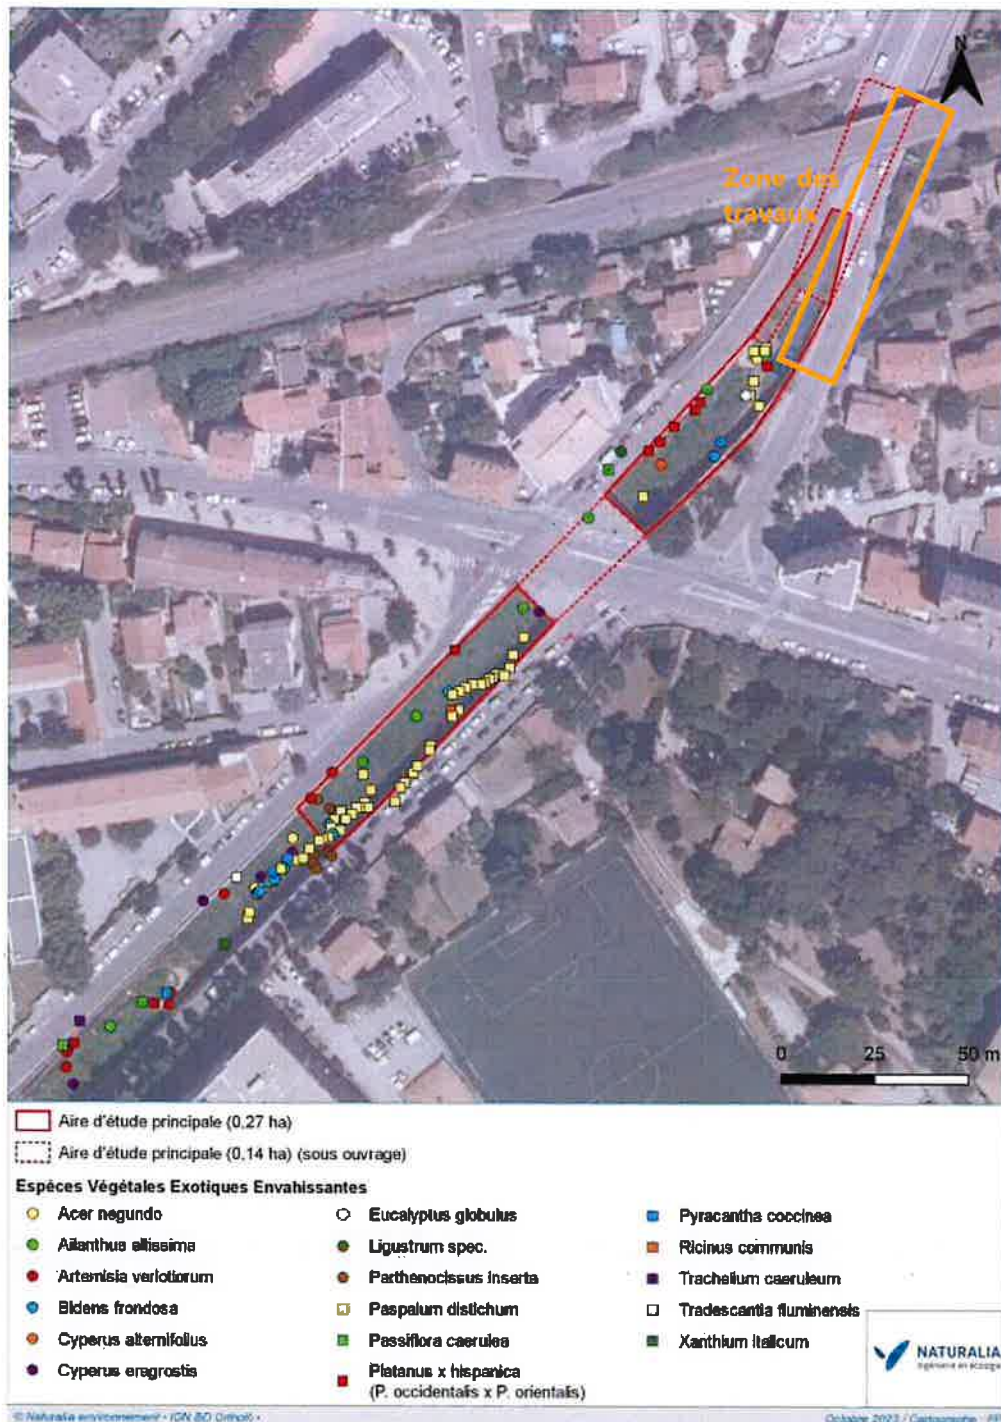 N
Zone des
travaux
0 25 50 m
Aire d'étude principale (0,27 ha)
Aire d'étude principale (0,14 ha) (sous ouvrage)
Espèces Végétales Exotiques Envahissantes
Acer negundo
Ailanthus altissima
Artemisia verlotiorum
Bidens frondosa
Cyperus alternifolius
Cyperus eragrostis
Eucalyptus globulus
Ligustrum spec.
Parthenocissus inserta
Paspalum distichum
Passiflora caerulea
Platanus x hispanica
(P. occidentalis x P. orientalis)
Pyracantha coccinea
Ricinus communis
Trachelium caeruleum
Tradescantia fluminensis
Xanthium italicum
NATURALIA
Ingénierie en écologie
© Naturalia environnement - IGN BD Ortho® -
Octobre 2023 / Cartographie :